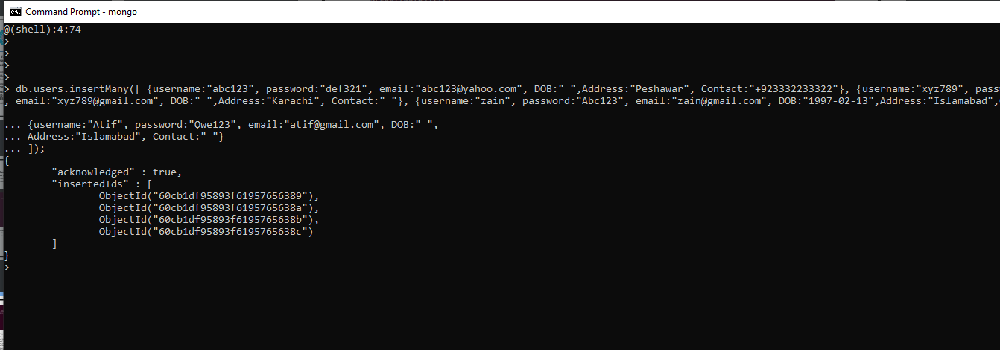 Command Prompt - mongo
@(shell):4:74
>
>
>
>
> db.users.insertMany([ {username:"abc123", password:"def321", email:"abc123@yahoo.com", DOB:" ",Address:"Peshawar", Contact:"+923332233322"}, {username:"xyz789", pass
, email:"xyz789@gmail.com", DOB:" ",Address:"Karachi", Contact:" "}, {username:"zain", password:"Abc123", email:"zain@gmail.com", DOB:"1997-02-13",Address:"Islamabad",
... {username:"Atif", password:"Qwe123", email:"atif@gmail.com", DOB:" ",
... Address:"Islamabad", Contact:" "}
... ]);
{
"acknowledged" : true,
"insertedIds" : [
ObjectId("60cb1df95893f61957656389"),
ObjectId("60cb1df95893f6195765638a"),
ObjectId("60cb1df95893f6195765638b"),
ObjectId("60cb1df95893f6195765638c")
]
}
>